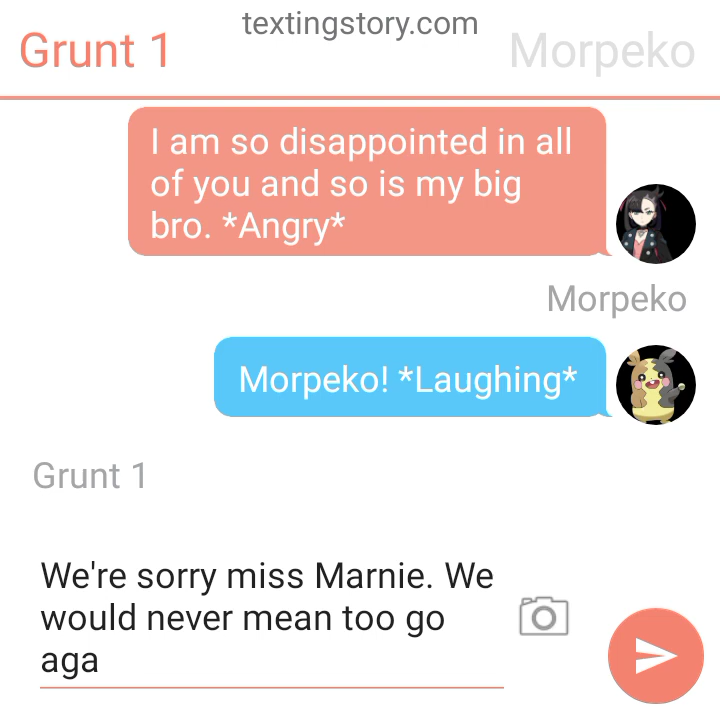 textingstory.com
Grunt 1
Morpeko
I am so disappointed in all
of you and so is my big
bro. *Angry*
Morpeko
Morpeko! *Laughing*
Grunt 1
We're sorry miss Marnie. We
would never mean too go
aga